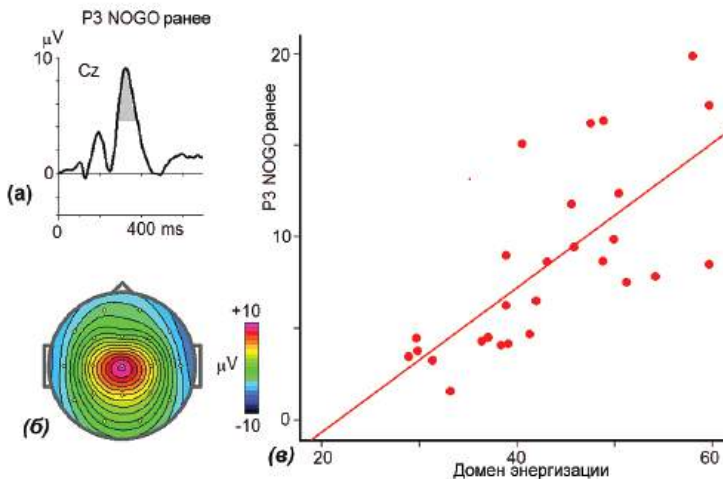 P3 NOGO ранее
μV
10
Cz
0
(а)
0
400 ms
+10
μV
-10
(б)
20
P3 NOGO ранее
10
0
(в)
20
40
60
Домен энергизации